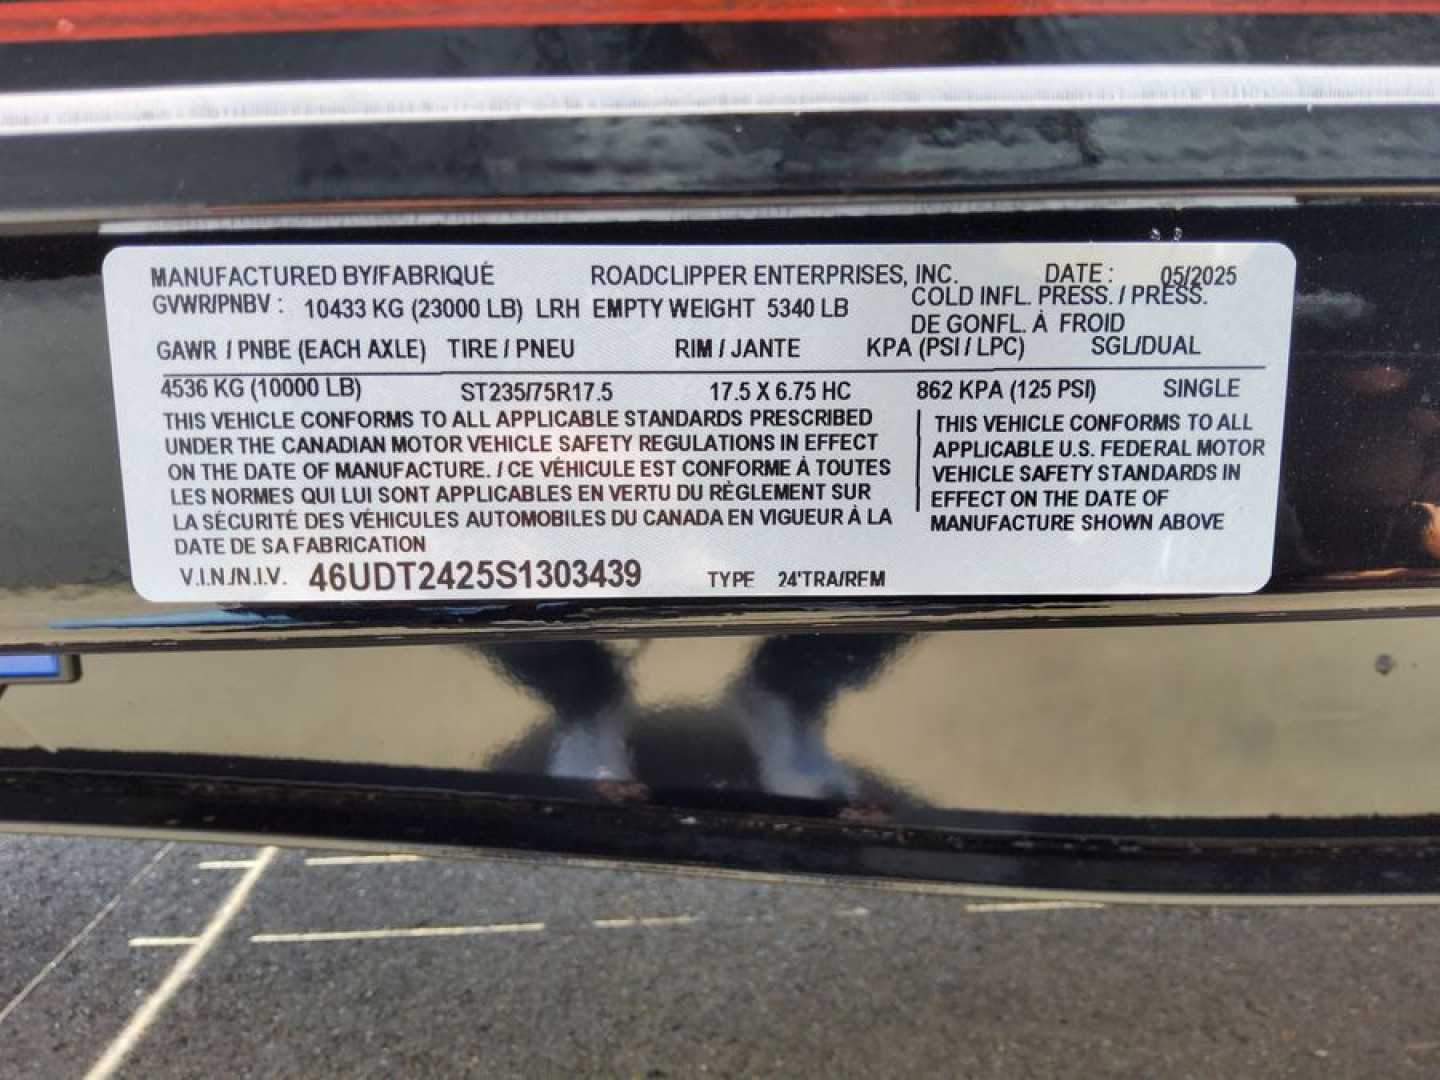 MANUFACTURED BY/FABRIQUÉ ROADCLIPPER ENTERPRISES, INC. DATE : 05/2025
GVWR/PNBV : 10433 KG (23000 LB) LRH EMPTY WEIGHT 5340 LB COLD INFL. PRESS. / PRESS.
DE GONFL. À FROID
GAWR / PNBE (EACH AXLE) TIRE / PNEU RIM / JANTE KPA (PSI / LPC) SGL/DUAL
4536 KG (10000 LB) ST235/75R17.5 17.5 X 6.75 HC 862 KPA (125 PSI) SINGLE
THIS VEHICLE CONFORMS TO ALL APPLICABLE STANDARDS PRESCRIBED
UNDER THE CANADIAN MOTOR VEHICLE SAFETY REGULATIONS IN EFFECT
ON THE DATE OF MANUFACTURE. / CE VÉHICULE EST CONFORME À TOUTES
LES NORMES QUI LUI SONT APPLICABLES EN VERTU DU RÈGLEMENT SUR
LA SÉCURITÉ DES VÉHICULES AUTOMOBILES DU CANADA EN VIGUEUR À LA
DATE DE SA FABRICATION
THIS VEHICLE CONFORMS TO ALL
APPLICABLE U.S. FEDERAL MOTOR
VEHICLE SAFETY STANDARDS IN
EFFECT ON THE DATE OF
MANUFACTURE SHOWN ABOVE
V.I.N./N.I.V. 46UDT2425S1303439 TYPE 24'TRA/REM